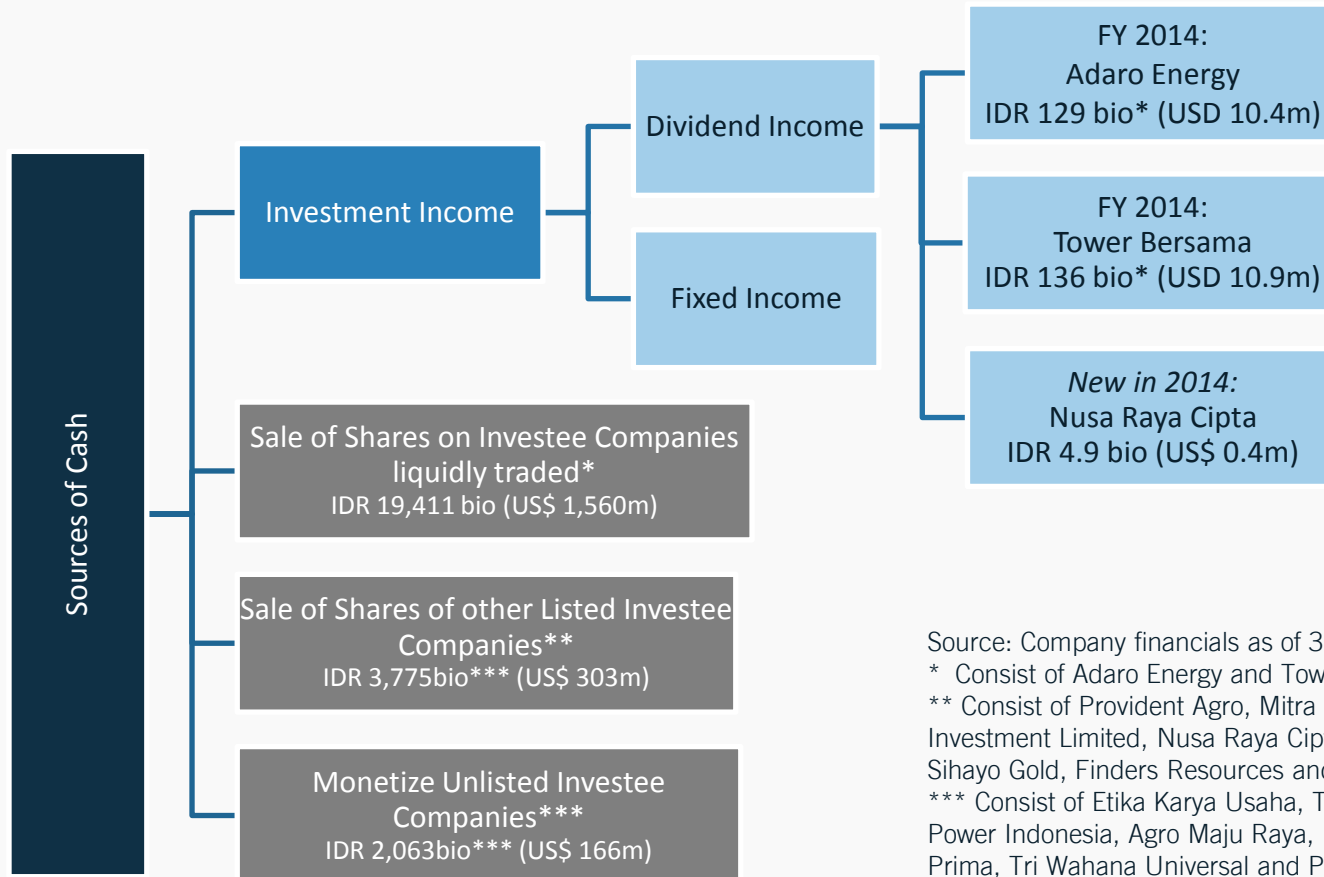 Sources of Cash
Investment Income
Dividend Income
Fixed Income
FY 2014:
Adaro Energy
IDR 129 bio* (USD 10.4m)
FY 2014:
Tower Bersama
IDR 136 bio* (USD 10.9m)
New in 2014:
Nusa Raya Cipta
IDR 4.9 bio (US$ 0.4m)
Sale of Shares on Investee Companies
liquidly traded*
IDR 19,411 bio (US$ 1,560m)
Sale of Shares of other Listed Investee
Companies**
IDR 3,775bio*** (US$ 303m)
Monetize Unlisted Investee
Companies***
IDR 2,063bio*** (US$ 166m)
Source: Company financials as of 3
* Consist of Adaro Energy and Tow
** Consist of Provident Agro, Mitra
Investment Limited, Nusa Raya Cip
Sihayo Gold, Finders Resources and
*** Consist of Etika Karya Usaha, T
Power Indonesia, Agro Maju Raya,
Prima, Tri Wahana Universal and P